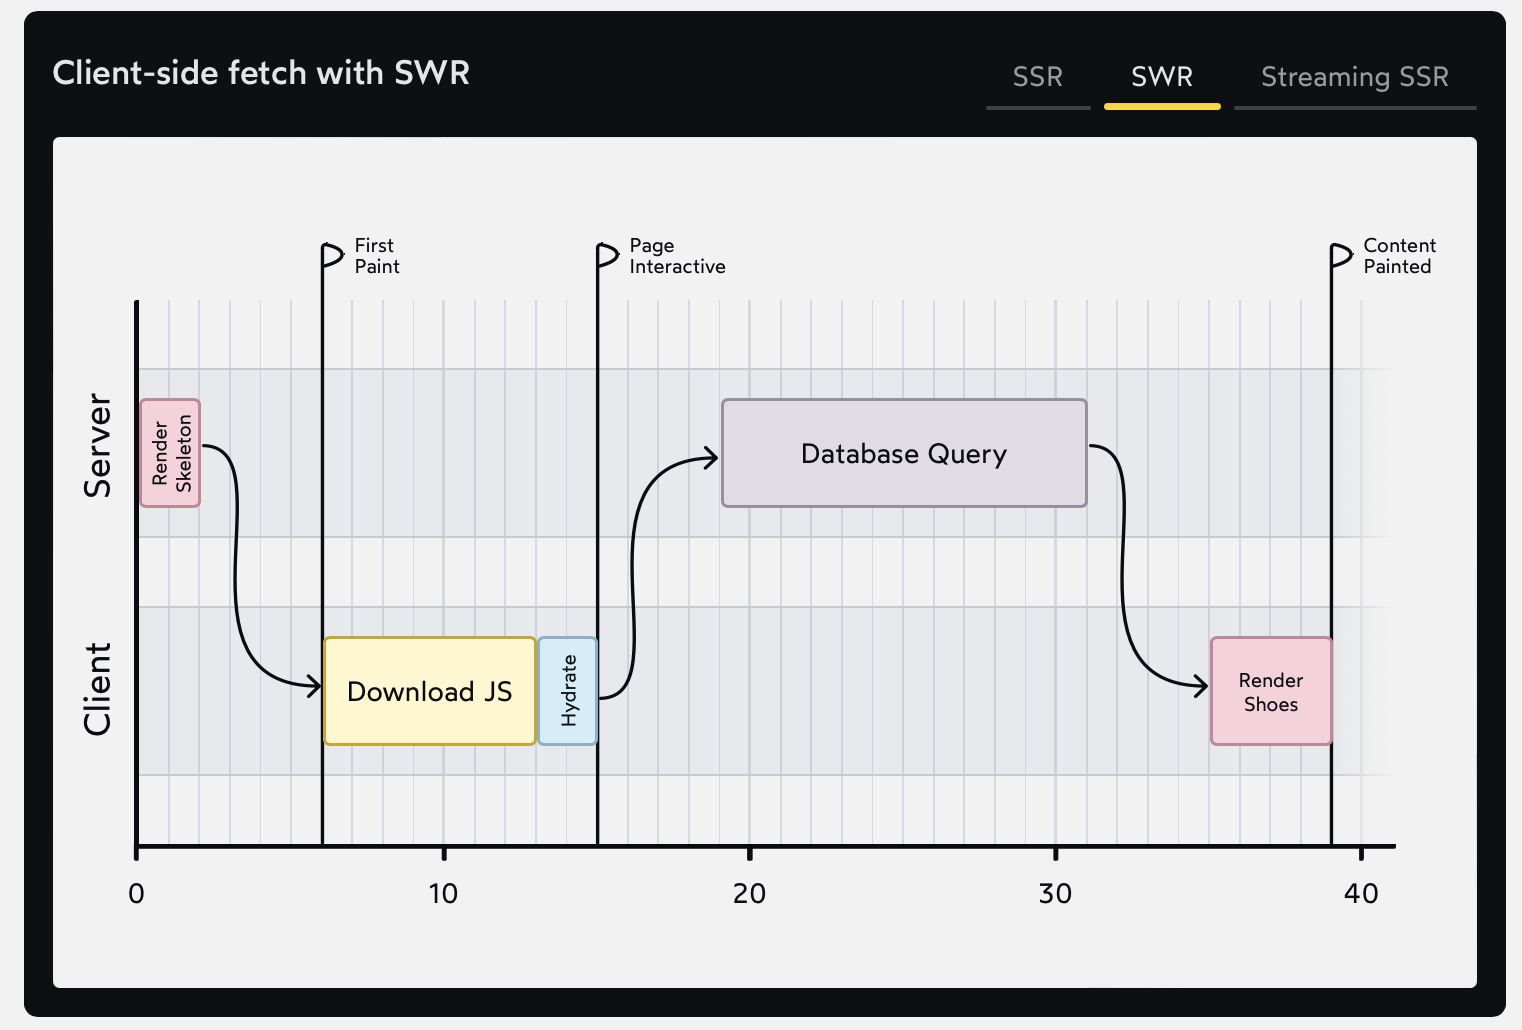 Client-side fetch with SWR
SSR
SWR
Streaming SSR
First
Paint
Page
Interactive
Content
Painted
Server
Render
Skeleton
Database Query
Client
Download JS
Hydrate
Render
Shoes
0
10
20
30
40